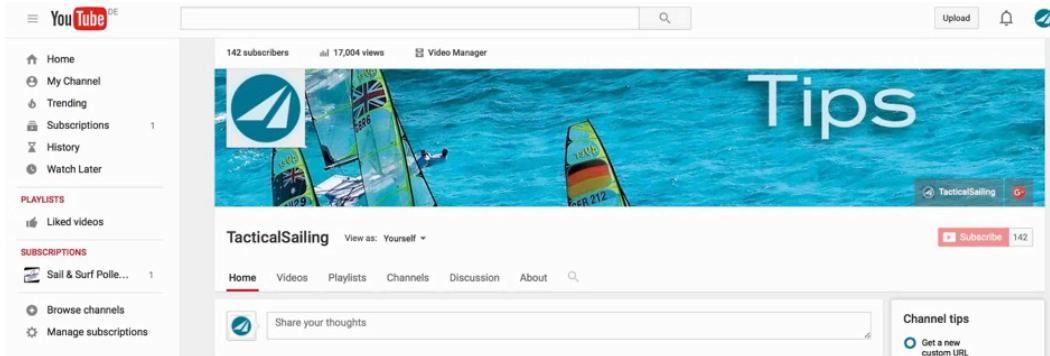 YouTube DE
Upload
Home
My Channel
Trending
Subscriptions 1
History
Watch Later
PLAYLISTS
Liked videos
SUBSCRIPTIONS
Sail & Surf Polle... 1
Browse channels
Manage subscriptions
142 subscribers 17,004 views Video Manager
Tips
GER 212
TacticalSailing G+
TacticalSailing View as: Yourself
Subscribe 142
Home Videos Playlists Channels Discussion About
Share your thoughts
Channel tips
Get a new
custom URL